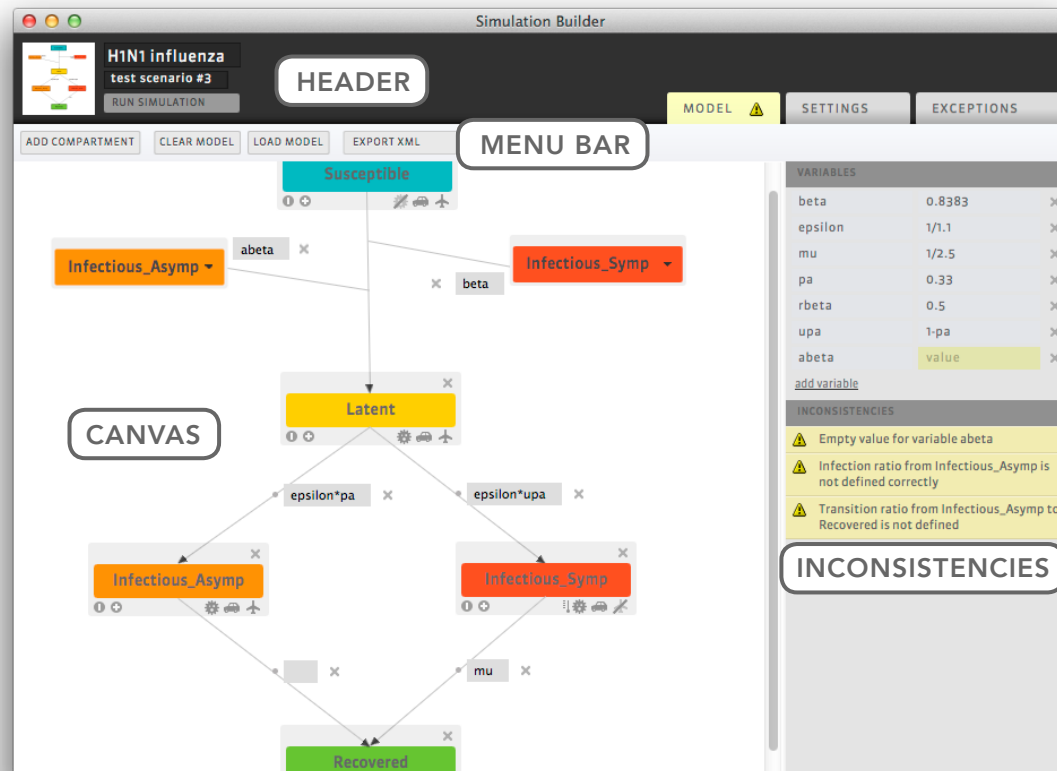 Simulation Builder
H1N1 influenza
test scenario #3
RUN SIMULATION
HEADER
MODEL
SETTINGS
EXCEPTIONS
ADD COMPARTMENT
CLEAR MODEL
LOAD MODEL
EXPORT XML
MENU BAR
Susceptible
abeta
Infectious_Asymp
Infectious_Symp
beta
Latent
CANVAS
epsilon*pa
epsilon*upa
Infectious_Asymp
Infectious_Symp
mu
Recovered
VARIABLES
beta 0.8383
epsilon 1/1.1
mu 1/2.5
pa 0.33
rbeta 0.5
upa 1-pa
abeta value
add variable
INCONSISTENCIES
Empty value for variable abeta
Infection ratio from Infectious_Asymp is
not defined correctly
Transition ratio from Infectious_Asymp to
Recovered is not defined
INCONSISTENCIES